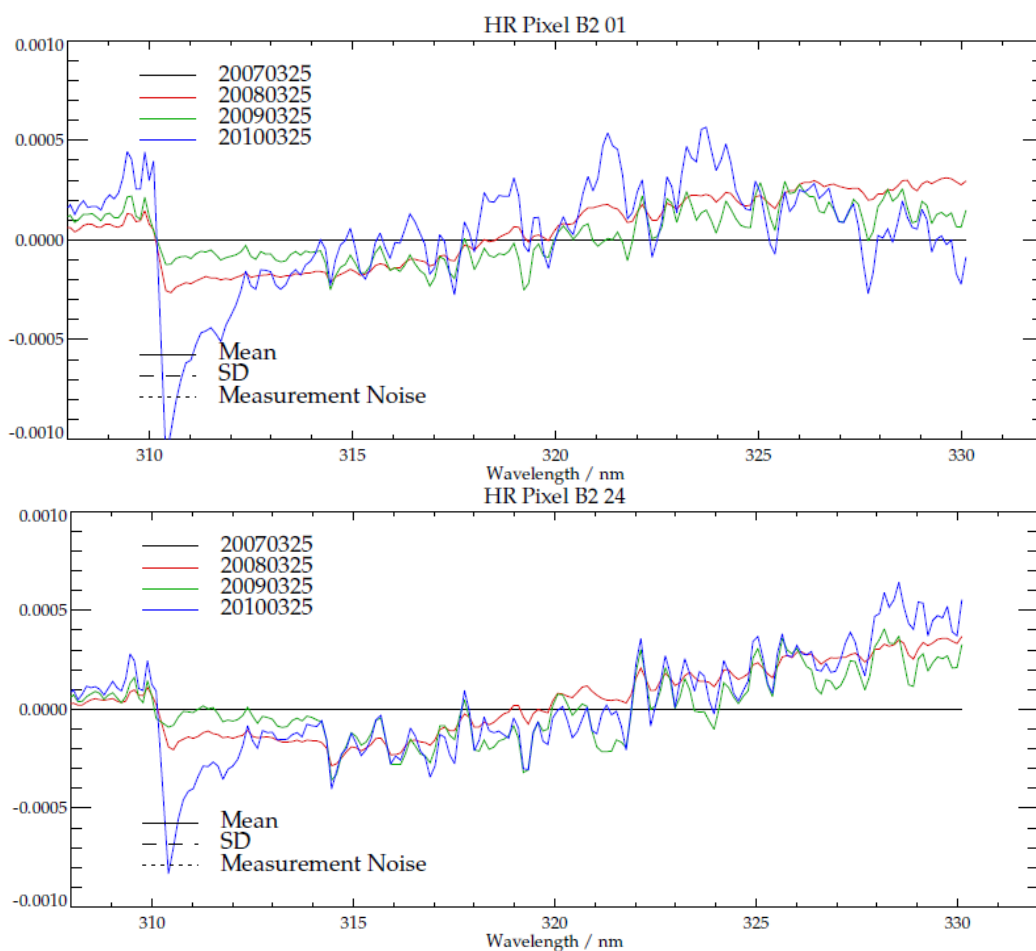 HR Pixel B2 01
0.0010
20070325
20080325
20090325
20100325
0.0005
0.0000
-0.0005
Mean
SD
Measurement Noise
-0.0010
310 315 320 325 330
Wavelength / nm
HR Pixel B2 24
0.0010
20070325
20080325
20090325
20100325
0.0005
0.0000
-0.0005
Mean
SD
Measurement Noise
-0.0010
310 315 320 325 330
Wavelength / nm